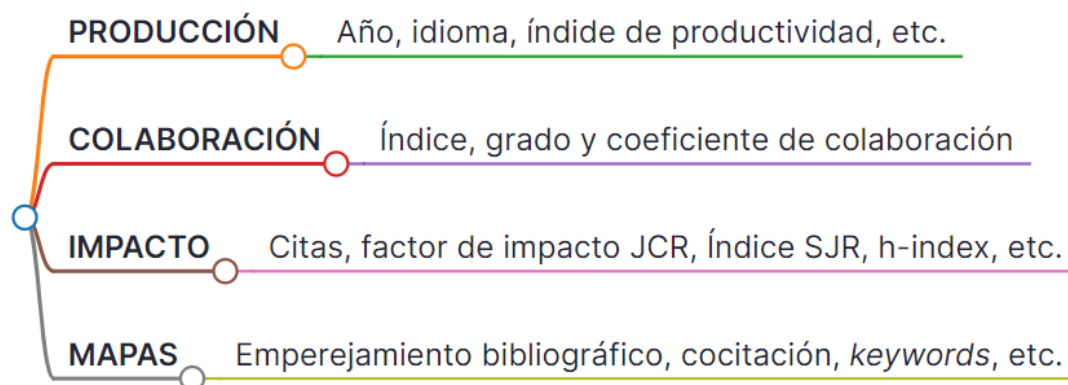 PRODUCCIÓN Año, idioma, índide de productividad, etc.
COLABORACIÓN Índice, grado y coeficiente de colaboración
IMPACTO Citas, factor de impacto JCR, Índice SJR, h-index, etc.
MAPAS Emperejamiento bibliográfico, cocitación, keywords, etc.